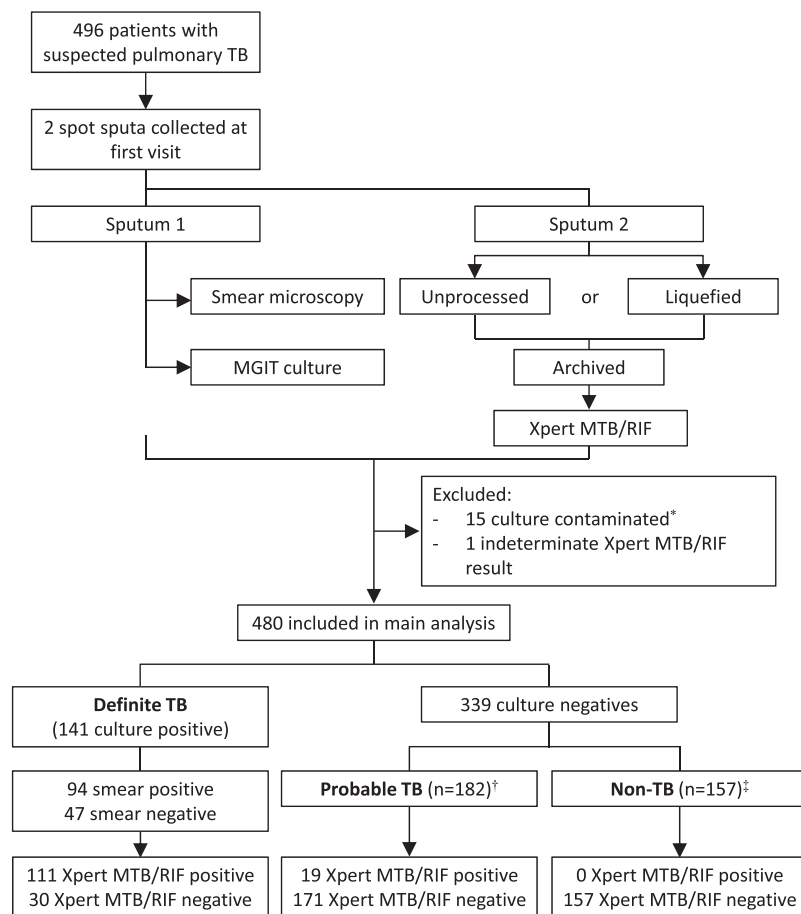 496 patients with
suspected pulmonary TB
2 spot sputa collected at
first visit
Sputum 1
Sputum 2
Smear microscopy
Unprocessed
or
Liquefied
MGIT culture
Archived
Xpert MTB/RIF
Excluded:
- 15 culture contaminated*
- 1 indeterminate Xpert MTB/RIF
result
480 included in main analysis
Definite TB
(141 culture positive)
339 culture negatives
94 smear positive
47 smear negative
Probable TB (n=182)†
Non-TB (n=157)‡
111 Xpert MTB/RIF positive
30 Xpert MTB/RIF negative
19 Xpert MTB/RIF positive
171 Xpert MTB/RIF negative
0 Xpert MTB/RIF positive
157 Xpert MTB/RIF negative